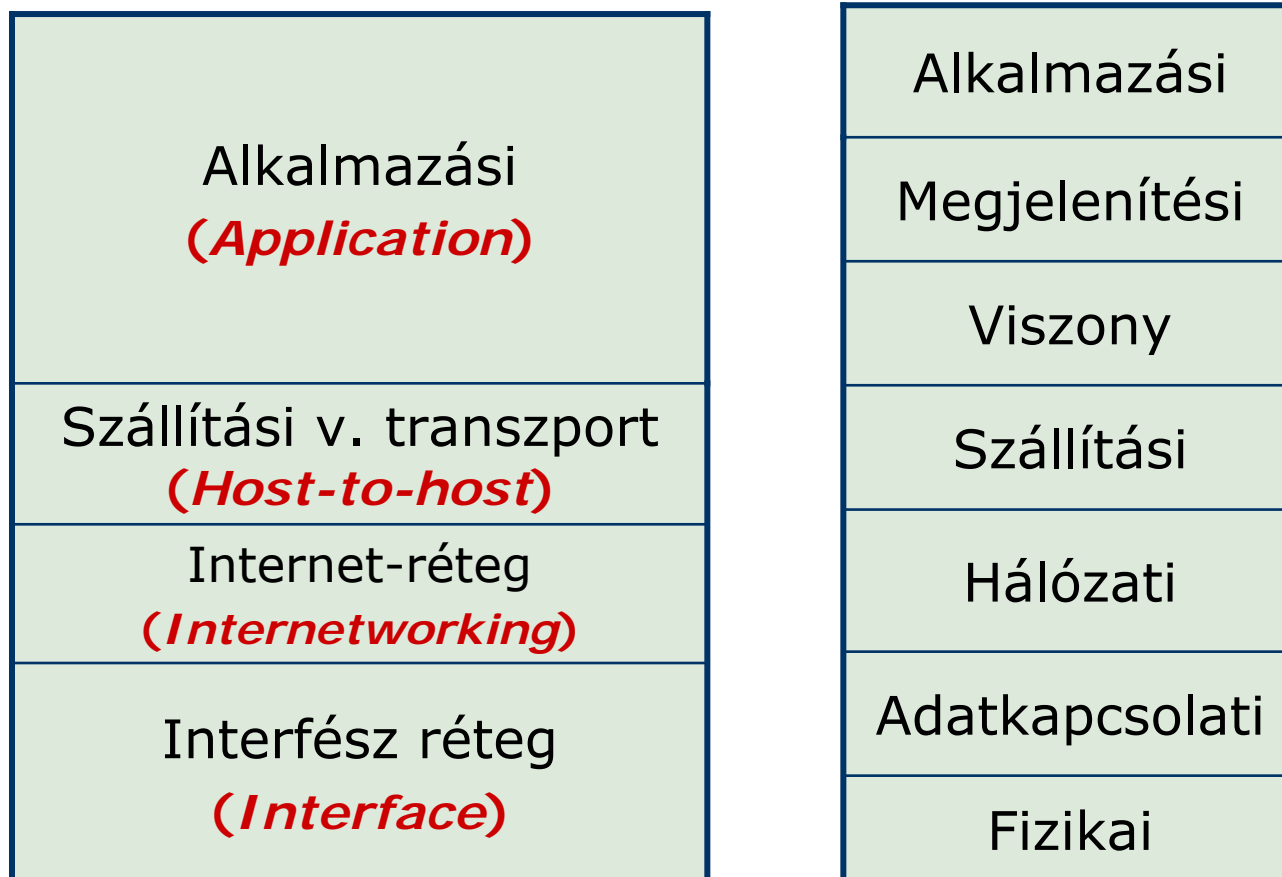 Alkalmazási
(Application)
Szállítási v. transzport
(Host-to-host)
Internet-réteg
(Internetworking)
Interfész réteg
(Interface)
Alkalmazási
Megjelenítési
Viszony
Szállítási
Hálózati
Adatkapcsolati
Fizikai